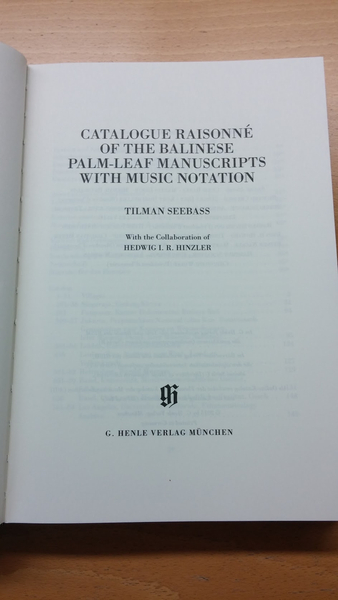 CATALOGUE RAISONNÉ
OF THE BALINESE
PALM-LEAF MANUSCRIPTS
WITH MUSIC NOTATION
TILMAN SEEBASS
With the Collaboration of
HEDWIG I. R. HINZLER
G. HENLE VERLAG MÜNCHEN